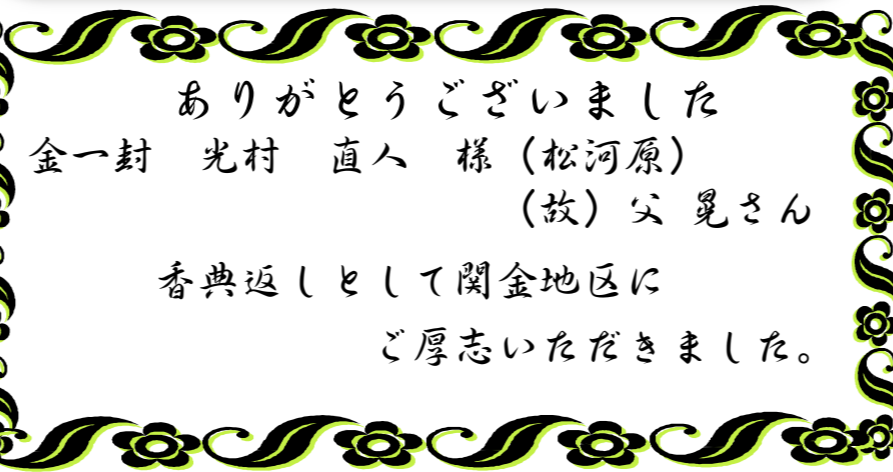 ありがとうございました
金一封　光村　直人　様（松河原）
（故）父 晃さん
香典返しとして関金地区に
ご厚志いただきました。